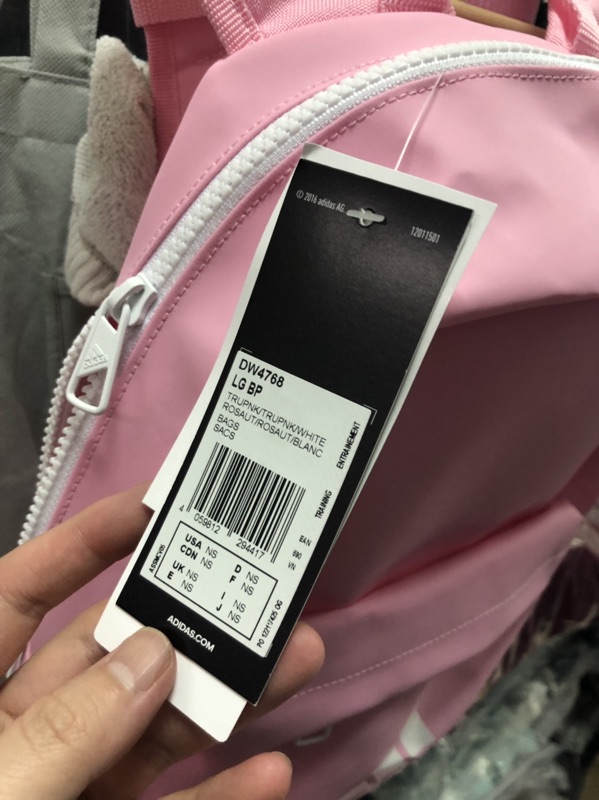 © 2016 adidas AG.
12011501
DW4768
LG BP
TRUPNK/TRUPNK/WHITE
ROSAUT/ROSAUT/BLANC
BAGS
SACS
ENTRAINEMENT
TRAINING
4 059812 294417
EAN
690
VN
USA NS D NS
CDN NS F NS
UK NS I NS
E NS J NS
ADIDAS.COM